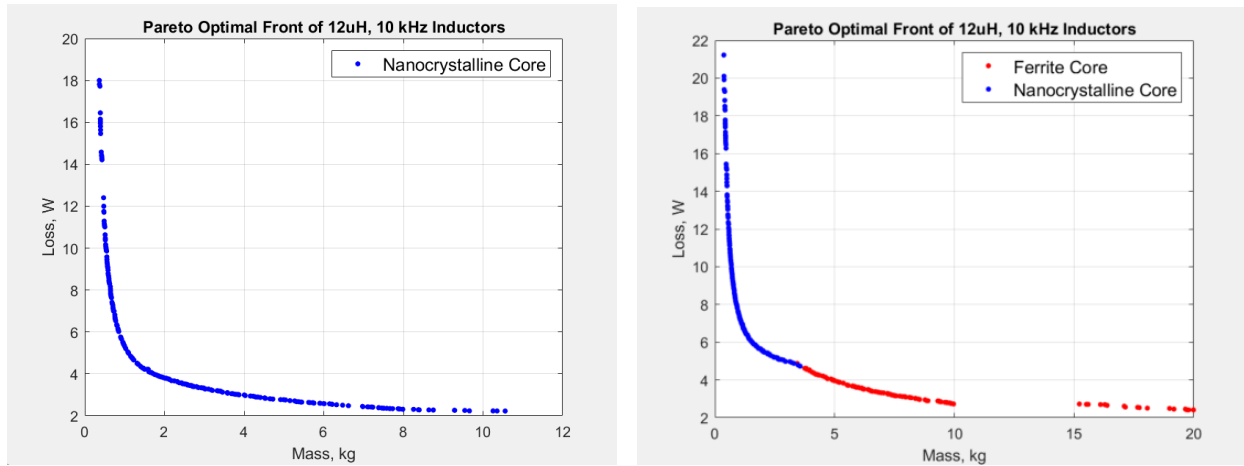 Pareto Optimal Front of 12uH, 10 kHz Inductors
20
18
16
14
12
10
8
6
4
2
Loss, W
Nanocrystalline Core
0 2 4 6 8 10 12
Mass, kg
Pareto Optimal Front of 12uH, 10 kHz Inductors
22
20
18
16
14
12
10
8
6
4
2
Loss, W
Ferrite Core
Nanocrystalline Core
0 5 10 15 20
Mass, kg